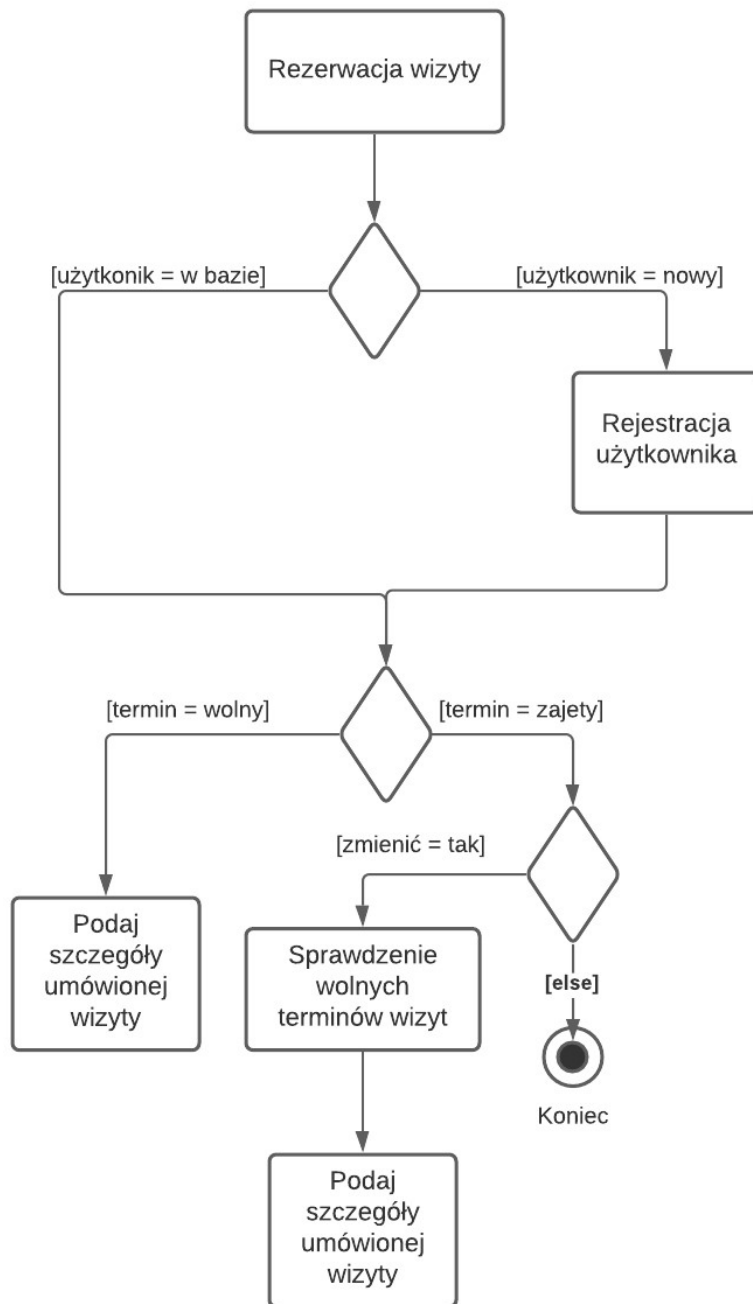 Rezerwacja wizyty
[użytkonik = w bazie]
[użytkownik = nowy]
Rejestracja
użytkownika
[termin = wolny]
[termin = zajety]
[zmienić = tak]
Podaj
szczegóły
umówionej
wizyty
Sprawdzenie
wolnych
terminów wizyt
[else]
Koniec
Podaj
szczegóły
umówionej
wizyty